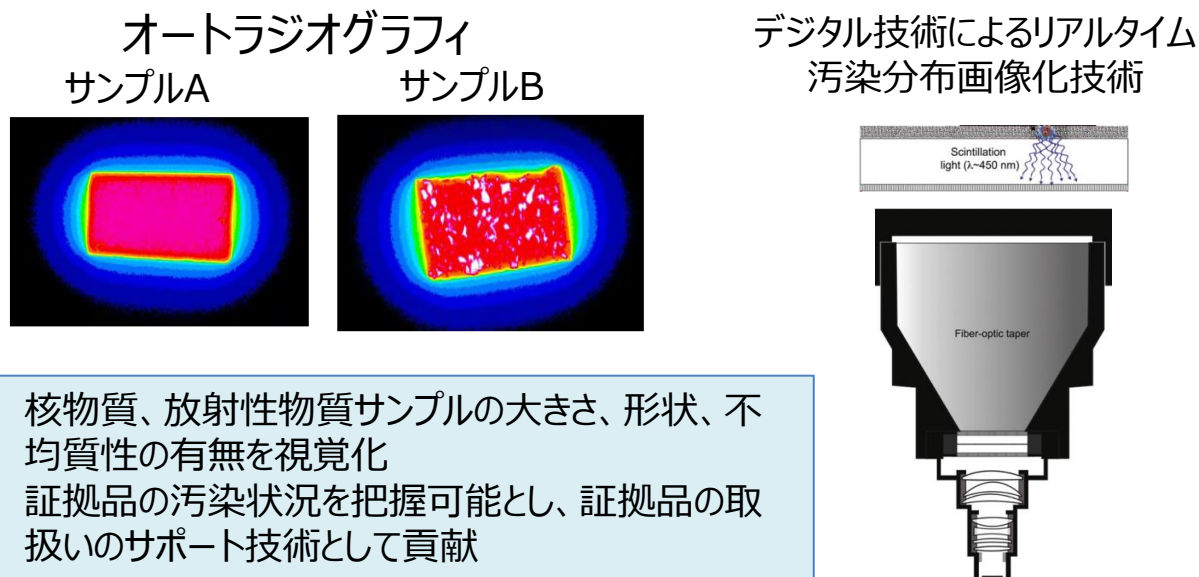 オートラジオグラフィ
サンプルA
サンプルB
デジタル技術によるリアルタイム
汚染分布画像化技術
Scintillation
light (λ~450 nm)
Fiber-optic taper
核物質、放射性物質サンプルの大きさ、形状、不
均質性の有無を視覚化
証拠品の汚染状況を把握可能とし、証拠品の取
扱いのサポート技術として貢献